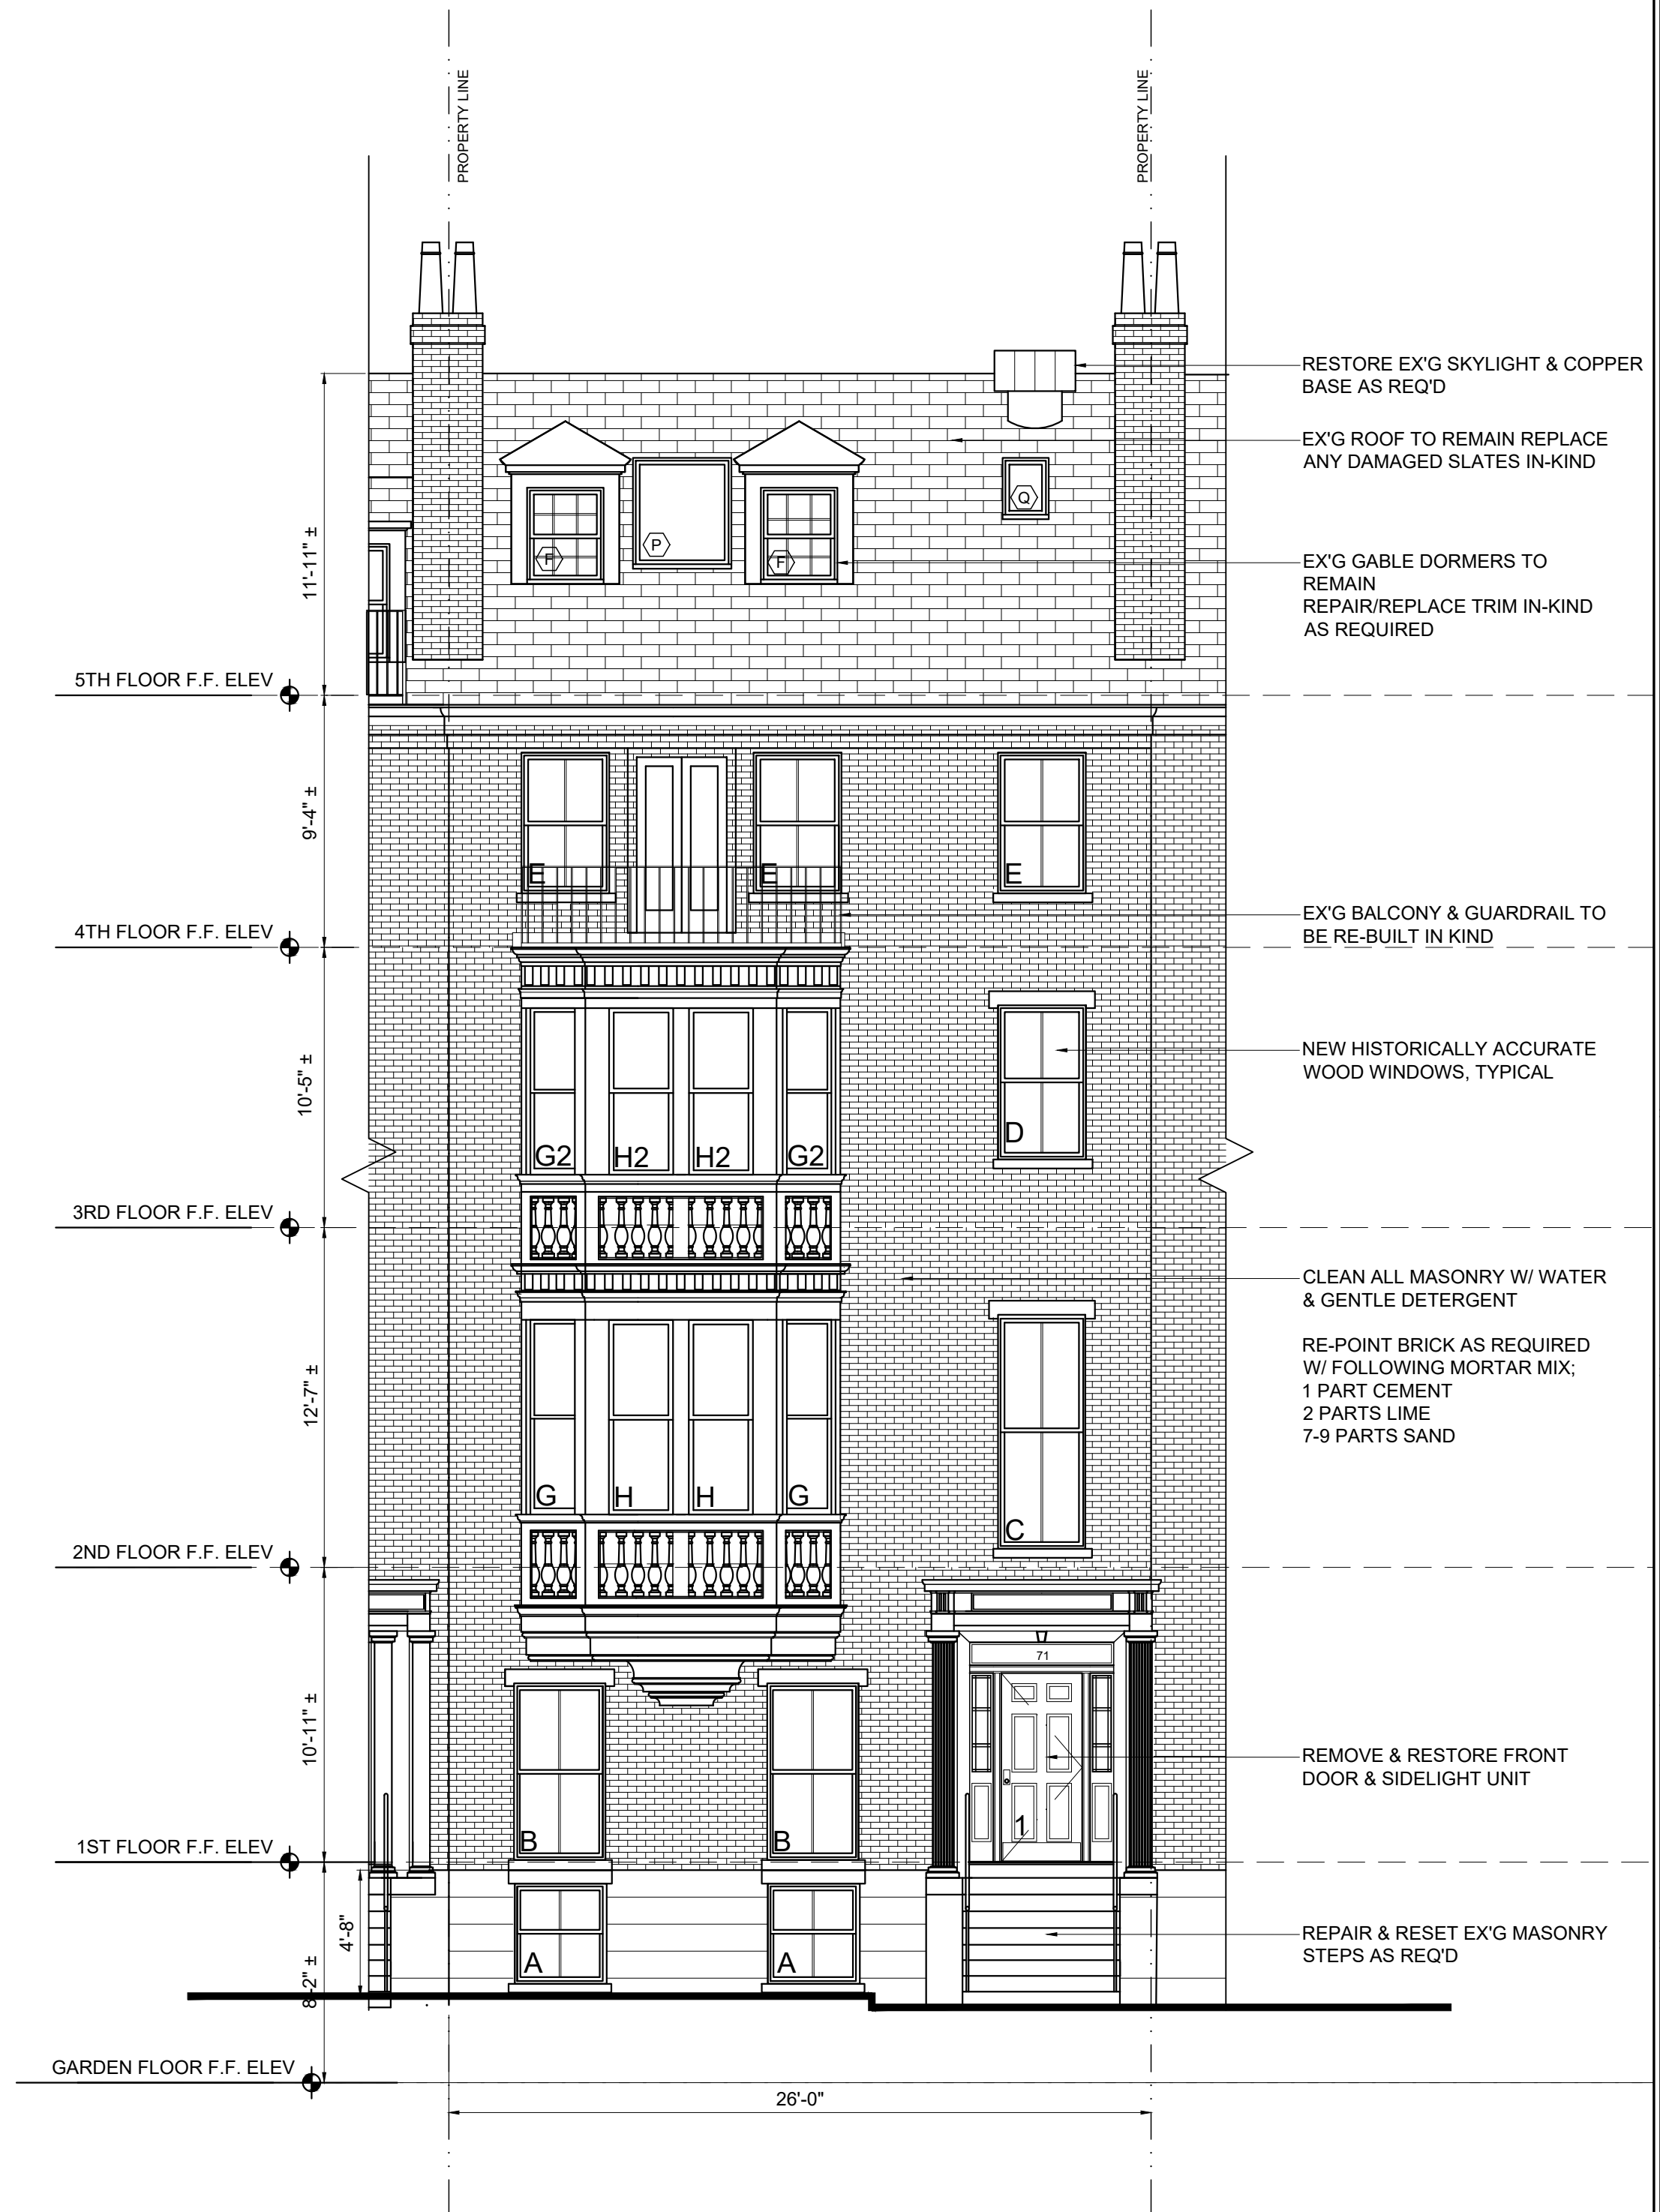 PROPERTY LINE
PROPERTY LINE
RESTORE EX'G SKYLIGHT & COPPER
BASE AS REQ'D
EX'G ROOF TO REMAIN REPLACE
ANY DAMAGED SLATES IN-KIND
Q
F
P
F
11'-11" ±
EX'G GABLE DORMERS TO
REMAIN
REPAIR/REPLACE TRIM IN-KIND
AS REQUIRED
5TH FLOOR F.F. ELEV
9'-4" ±
E
E
E
EX'G BALCONY & GUARDRAIL TO
BE RE-BUILT IN KIND
4TH FLOOR F.F. ELEV
10'-5" ±
NEW HISTORICALLY ACCURATE
WOOD WINDOWS, TYPICAL
D
G2
H2
H2
G2
3RD FLOOR F.F. ELEV
CLEAN ALL MASONRY W/ WATER
& GENTLE DETERGENT
RE-POINT BRICK AS REQUIRED
W/ FOLLOWING MORTAR MIX;
1 PART CEMENT
2 PARTS LIME
7-9 PARTS SAND
12'-7" ±
G
H
H
G
C
2ND FLOOR F.F. ELEV
71
10'-11" ±
REMOVE & RESTORE FRONT
DOOR & SIDELIGHT UNIT
B
B
1
1ST FLOOR F.F. ELEV
4'-8"
REPAIR & RESET EX'G MASONRY
STEPS AS REQ'D
A
A
8'-2" ±
GARDEN FLOOR F.F. ELEV
26'-0"